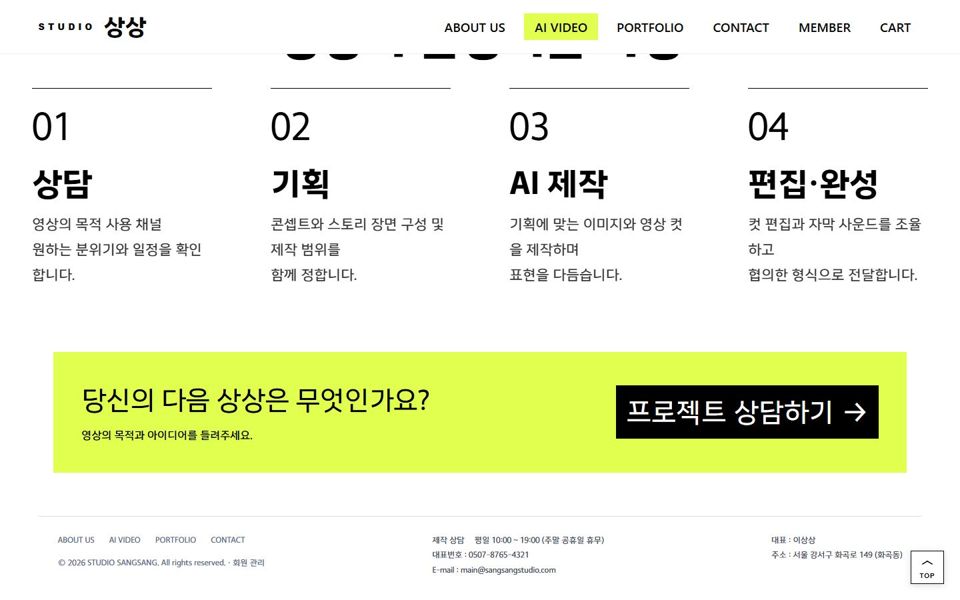 STUDIO 상상
ABOUT US AI VIDEO PORTFOLIO CONTACT MEMBER CART
01
상담
영상의 목적 사용 채널
원하는 분위기와 일정을 확인
합니다.
02
기획
콘셉트와 스토리 장면 구성 및
제작 범위를
함께 정합니다.
03
AI 제작
기획에 맞는 이미지와 영상 컷
을 제작하며
표현을 다듬습니다.
04
편집·완성
컷 편집과 자막 사운드를 조율
하고
협의한 형식으로 전달합니다.
당신의 다음 상상은 무엇인가요?
영상의 목적과 아이디어를 들려주세요.
프로젝트 상담하기 →
ABOUT US AI VIDEO PORTFOLIO CONTACT
© 2026 STUDIO SANGSANG. All rights reserved. · 회원 관리
제작 상담 평일 10:00 ~ 19:00 (주말 공휴일 휴무)
대표번호 : 0507-8765-4321
E-mail : main@sangsangstudio.com
대표 : 이상상
주소 : 서울 강서구 화곡로 149 (화곡동)
TOP